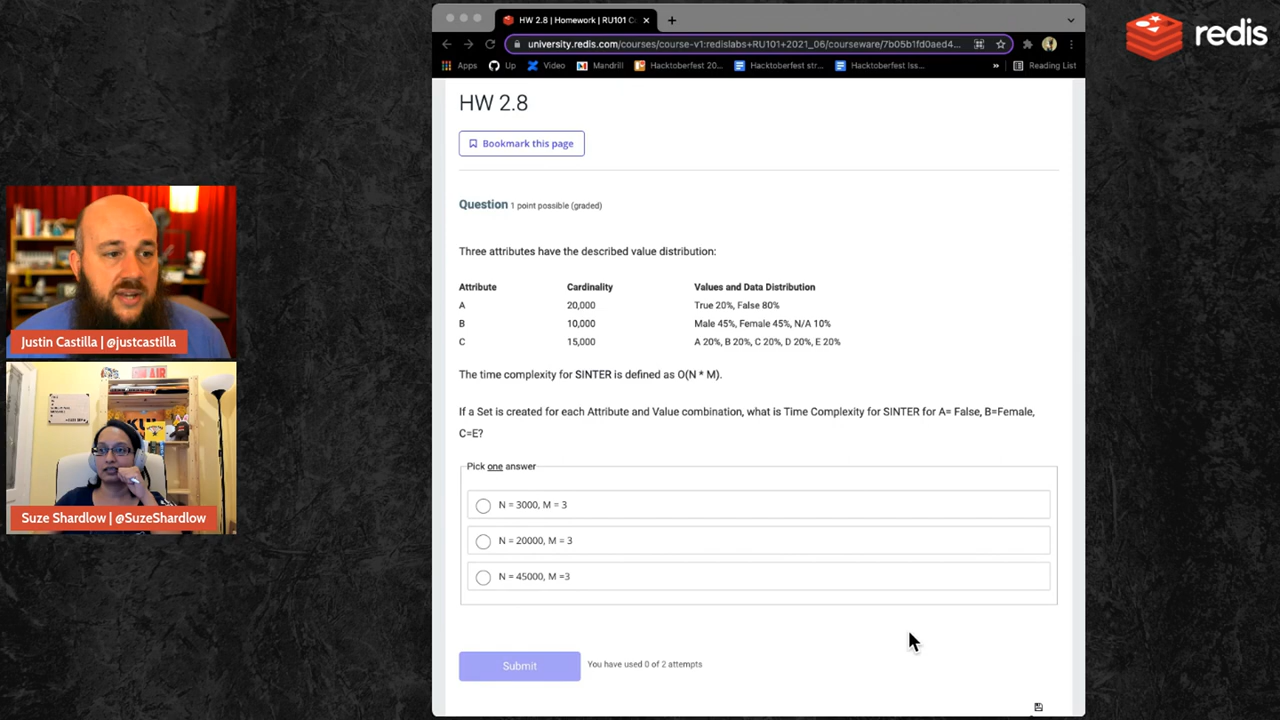 HW 2.8 | Homework | RU101 C
university.redis.com/courses/course-v1:redislabs+RU101+2021_06/courseware/7b05b1fd0aed4...
Apps Up Video Mandrill Hacktoberfest 20... Hacktoberfest str... Hacktoberfest Iss... » Reading List
redis
HW 2.8
Bookmark this page
Question 1 point possible (graded)
Three attributes have the described value distribution:
Attribute Cardinality Values and Data Distribution
A 20,000 True 20%, False 80%
B 10,000 Male 45%, Female 45%, N/A 10%
C 15,000 A 20%, B 20%, C 20%, D 20%, E 20%
The time complexity for SINTER is defined as O(N * M).
If a Set is created for each Attribute and Value combination, what is Time Complexity for SINTER for A= False, B=Female,
C=E?
Pick one answer
N = 3000, M = 3
N = 20000, M = 3
N = 45000, M =3
Submit You have used 0 of 2 attempts
Justin Castilla | @justcastilla
ON AIR
Suze Shardlow | @SuzeShardlow